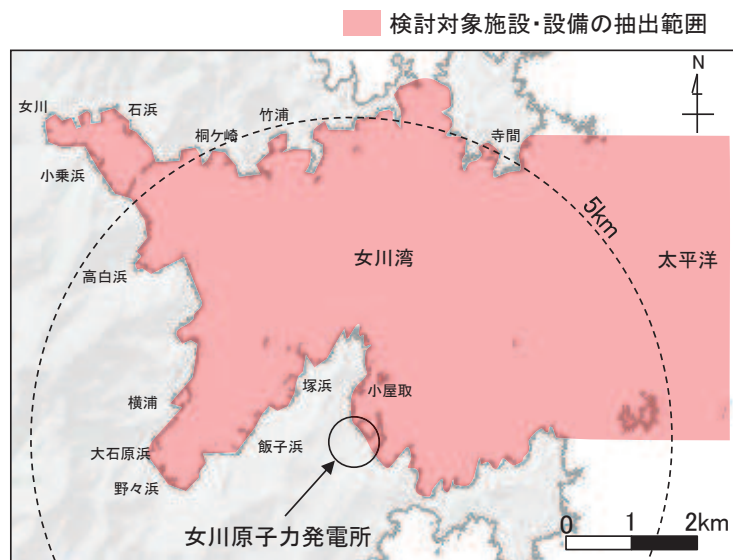 検討対象施設・設備の抽出範囲
N
女川
石浜
竹浦
桐ケ崎
寺間
小乗浜
5km
女川湾
太平洋
高白浜
塚浜
小屋取
横浦
大石原浜
飯子浜
野々浜
女川原子力発電所
0 1 2km